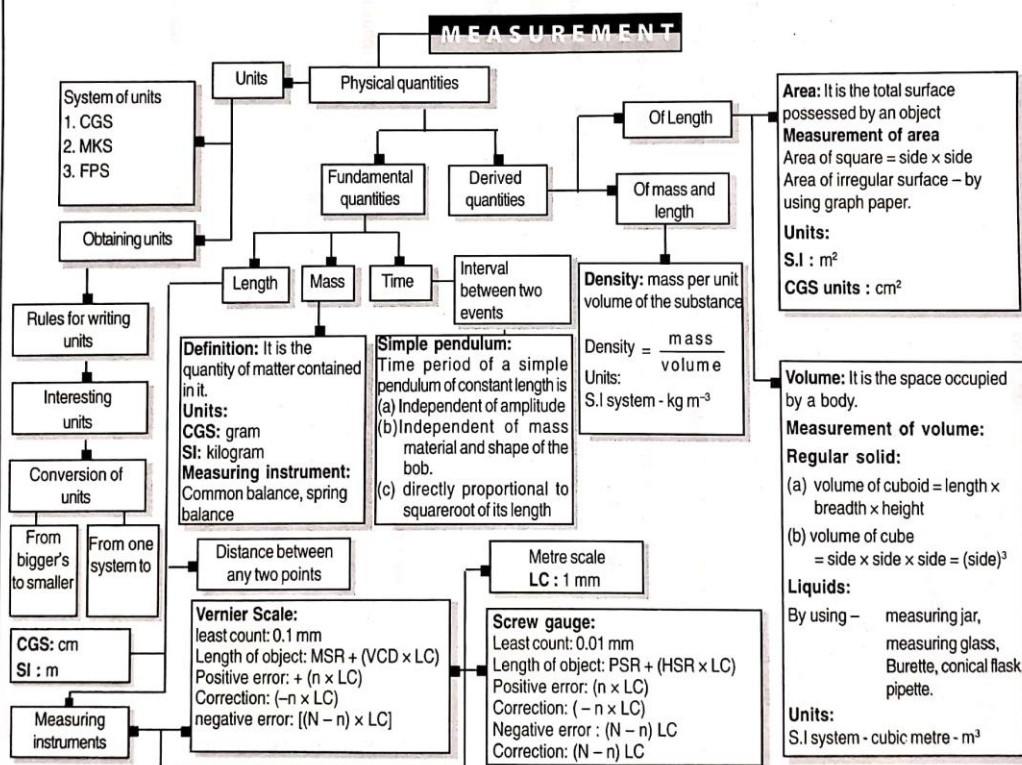 MEASUREMENT
Units
Physical quantities
System of units
1. CGS
2. MKS
3. FPS
Obtaining units
Rules for writing
units
Interesting
units
Conversion of
units
From
bigger's
to smaller
From one
system to
Fundamental
quantities
Derived
quantities
Length
Mass
Time
Interval
between two
events
Definition: It is the
quantity of matter contained
in it.
Units:
CGS: gram
SI: kilogram
Measuring instrument:
Common balance, spring
balance
Simple pendulum:
Time period of a simple
pendulum of constant length is
(a) Independent of amplitude
(b) Independent of mass
material and shape of the
bob.
(c) directly proportional to
squareroot of its length
Of Length
Of mass and
length
Density: mass per unit
volume of the substance
Density = mass / volume
Units:
S.I system - kg m⁻³
Area: It is the total surface
possessed by an object
Measurement of area
Area of square = side × side
Area of irregular surface – by
using graph paper.
Units:
S.I : m²
CGS units : cm²
Volume: It is the space occupied
by a body.
Measurement of volume:
Regular solid:
(a) volume of cuboid = length ×
breadth × height
(b) volume of cube
= side × side × side = (side)³
Liquids:
By using – measuring jar,
measuring glass,
Burette, conical flask
pipette.
Units:
S.I system - cubic metre - m³
Distance between
any two points
CGS: cm
SI : m
Measuring
instruments
Vernier Scale:
least count: 0.1 mm
Length of object: MSR + (VCD × LC)
Positive error: + (n × LC)
Correction: (–n × LC)
negative error: [(N – n) × LC]
Metre scale
LC : 1 mm
Screw gauge:
Least count: 0.01 mm
Length of object: PSR + (HSR × LC)
Positive error: (n × LC)
Correction: ( – n × LC)
Negative error : (N – n) LC
Correction: (N – n) LC